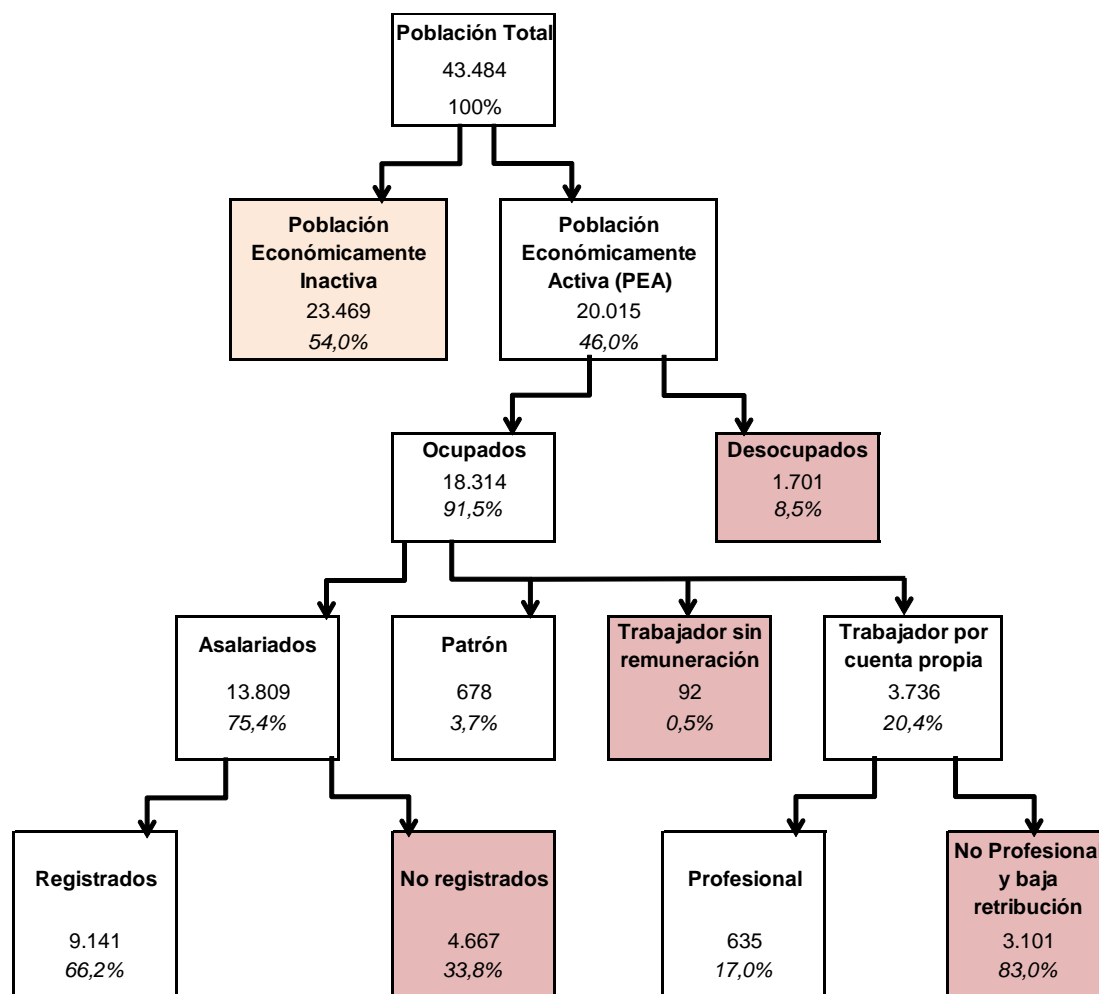 Población Total
43.484
100%
Población
Económicamente
Inactiva
23.469
54,0%
Población
Económicamente
Activa (PEA)
20.015
46,0%
Ocupados
18.314
91,5%
Desocupados
1.701
8,5%
Asalariados
13.809
75,4%
Patrón
678
3,7%
Trabajador sin
remuneración
92
0,5%
Trabajador por
cuenta propia
3.736
20,4%
Registrados
9.141
66,2%
No registrados
4.667
33,8%
Profesional
635
17,0%
No Profesional
y baja
retribución
3.101
83,0%